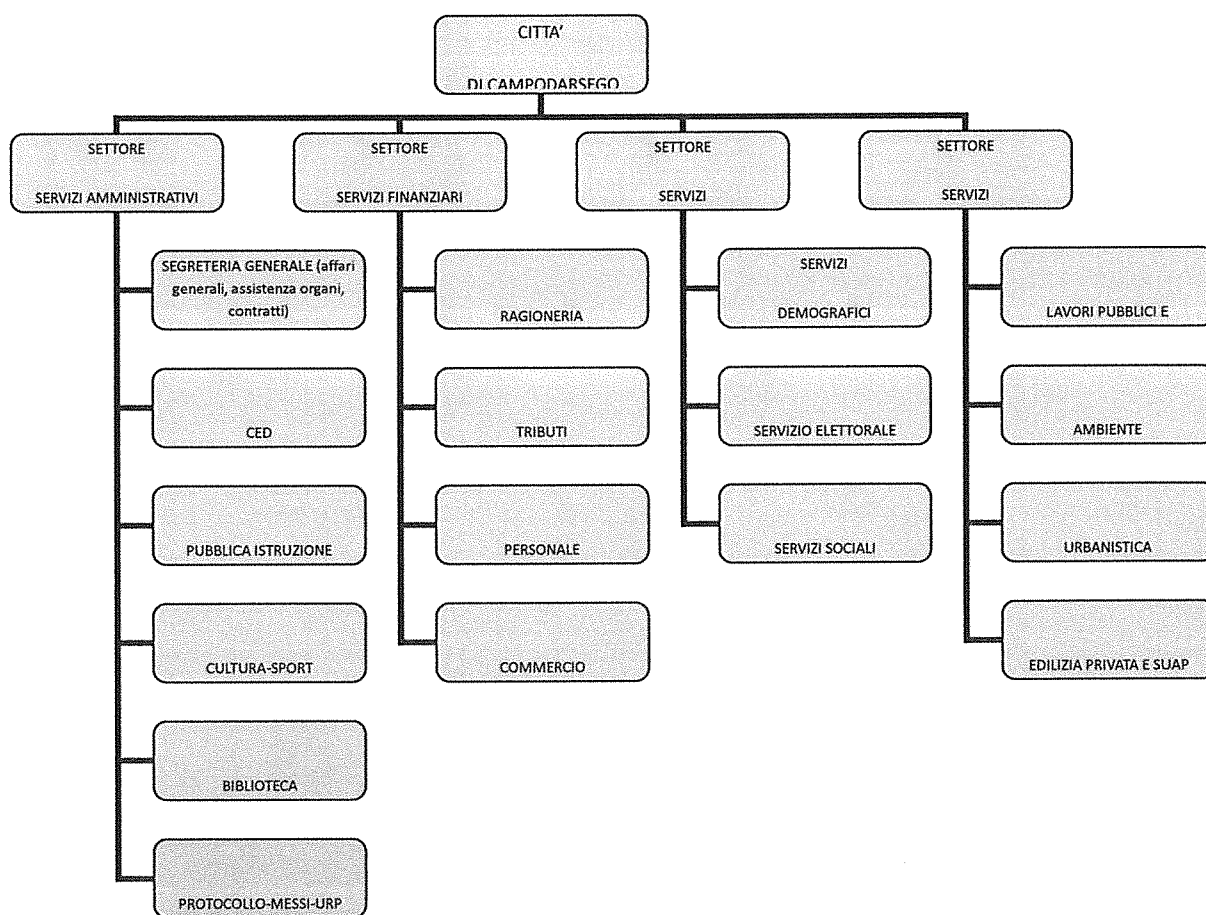 CITTA'
DI CAMPODARSEGO
SETTORE
SERVIZI AMMINISTRATIVI
SETTORE
SERVIZI FINANZIARI
SETTORE
SERVIZI
SETTORE
SERVIZI
SEGRETERIA GENERALE (affari
generali, assistenza organi,
contratti)
CED
PUBBLICA ISTRUZIONE
CULTURA-SPORT
BIBLIOTECA
PROTOCOLLO-MESSI-URP
RAGIONERIA
TRIBUTI
PERSONALE
COMMERCIO
SERVIZI
DEMOGRAFICI
SERVIZIO ELETTORALE
SERVIZI SOCIALI
LAVORI PUBBLICI E
AMBIENTE
URBANISTICA
EDILIZIA PRIVATA E SUAP